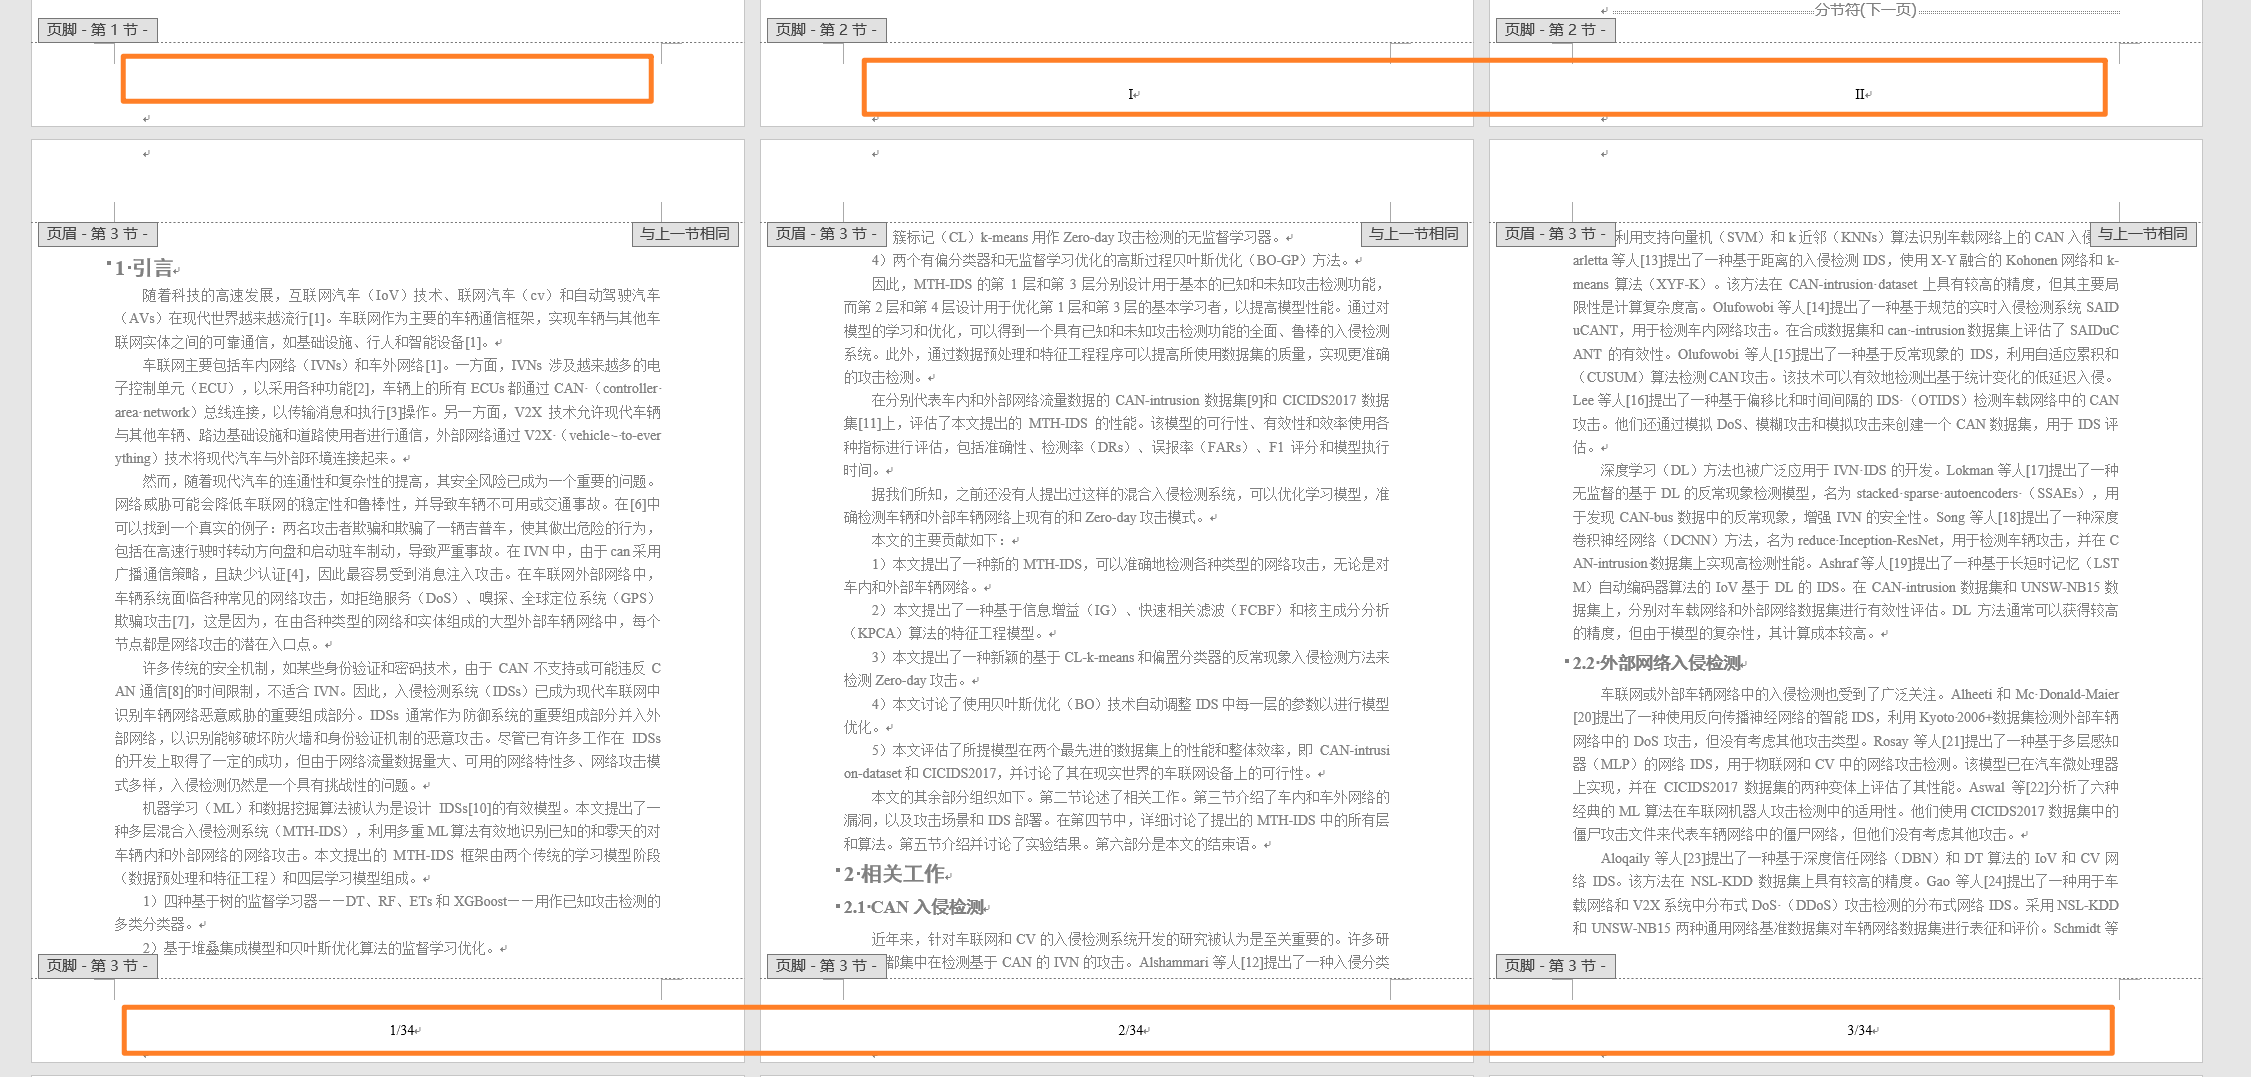 分节符(下一页)
页脚 - 第 1 节 -
页脚 - 第 2 节 -
页脚 - 第 2 节 -
I
II
页眉 - 第 3 节 -
与上一节相同
1 引言
随着科技的高速发展，互联网汽车（IoV）技术、联网汽车（cv）和自动驾驶汽车
（AVs）在现代世界越来越流行[1]。车联网作为主要的车辆通信框架，实现车辆与其他车
联网实体之间的可靠通信，如基础设施、行人和智能设备[1]。
车联网主要包括车内网络（IVNs）和车外网络[1]。一方面，IVNs 涉及越来越多的电
子控制单元（ECU），以采用各种功能[2]，车辆上的所有 ECUs 都通过 CAN （controller
area network）总线连接，以传输消息和执行[3]操作。另一方面，V2X 技术允许现代车辆
与其他车辆、路边基础设施和道路使用者进行通信，外部网络通过 V2X （vehicle ~ to-ever
ything）技术将现代汽车与外部环境连接起来。
然而，随着现代汽车的连通性和复杂性的提高，其安全风险已成为一个重要的问题。
网络威胁可能会降低车联网的稳定性和鲁棒性，并导致车辆不可用或交通事故。在[6]中
可以找到一个真实的例子：两名攻击者欺骗和欺骗了一辆吉普车，使其做出危险的行为，
包括在高速行驶时转动方向盘和启动驻车制动，导致严重事故。在 IVN 中，由于 can 采用
广播通信策略，且缺少认证[4]，因此最容易受到消息注入攻击。在车联网外部网络中，
车辆系统面临各种常见的网络攻击，如拒绝服务（DoS）、嗅探、全球定位系统（GPS）
欺骗攻击[7]，这是因为，在由各种类型的网络和实体组成的大型外部车辆网络中，每个
节点都是网络攻击的潜在入口点。
许多传统的安全机制，如某些身份验证和密码技术，由于 CAN 不支持或可能违反 C
AN 通信[8]的时间限制，不适合 IVN。因此，入侵检测系统（IDSs）已成为现代车联网中
识别车辆网络恶意威胁的重要组成部分。IDSs 通常作为防御系统的重要组成部分并入外
部网络，以识别能够破坏防火墙和身份验证机制的恶意攻击。尽管已有许多工作在 IDSs
的开发上取得了一定的成功，但由于网络流量数据量大、可用的网络特性多、网络攻击模
式多样，入侵检测仍然是一个具有挑战性的问题。
机器学习（ML）和数据挖掘算法被认为是设计 IDSs[10]的有效模型。本文提出了一
种多层混合入侵检测系统（MTH-IDS），利用多重 ML 算法有效地识别已知的和零天的对
车辆内和外部网络的网络攻击。本文提出的 MTH-IDS 框架由两个传统的学习模型阶段
（数据预处理和特征工程）和四层学习模型组成。
1）四种基于树的监督学习器——DT、RF、ETs 和 XGBoost——用作已知攻击检测的
多类分类器。
2）基于堆叠集成模型和贝叶斯优化算法的监督学习优化。
页脚 - 第 3 节 -
1/34
页眉 - 第 3 节 -
与上一节相同
簇标记（CL）k-means 用作 Zero-day 攻击检测的无监督学习器。
4）两个有偏分类器和无监督学习优化的高斯过程贝叶斯优化（BO-GP）方法。
因此，MTH-IDS 的第 1 层和第 3 层分别设计用于基本的已知和未知攻击检测功能，
而第 2 层和第 4 层设计用于优化第 1 层和第 3 层的基本学习者，以提高模型性能。通过对
模型的学习和优化，可以得到一个具有已知和未知攻击检测功能的全面、鲁棒的入侵检测
系统。此外，通过数据预处理和特征工程程序可以提高所使用数据集的质量，实现更准确
的攻击检测。
在分别代表车内和外部网络流量数据的 CAN-intrusion 数据集[9]和 CICIDS2017 数据
集[11]上，评估了本文提出的 MTH-IDS 的性能。该模型的可行性、有效性和效率使用各
种指标进行评估，包括准确性、检测率（DRs）、误报率（FARs）、F1 评分和模型执行
时间。
据我们所知，之前还没有人提出过这样的混合入侵检测系统，可以优化学习模型，准
确检测车辆和外部车辆网络上现有的和 Zero-day 攻击模式。
本文的主要贡献如下：
1）本文提出了一种新的 MTH-IDS，可以准确地检测各种类型的网络攻击，无论是对
车内和外部车辆网络。
2）本文提出了一种基于信息增益（IG）、快速相关滤波（FCBF）和核主成分分析
（KPCA）算法的特征工程模型。
3）本文提出了一种新颖的基于 CL-k-means 和偏置分类器的反常现象入侵检测方法来
检测 Zero-day 攻击。
4）本文讨论了使用贝叶斯优化（BO）技术自动调整 IDS 中每一层的参数以进行模型
优化。
5）本文评估了所提模型在两个最先进的数据集上的性能和整体效率，即 CAN-intrusi
on-dataset 和 CICIDS2017，并讨论了其在现实世界的车联网设备上的可行性。
本文的其余部分组织如下。第二节论述了相关工作。第三节介绍了车内和车外网络的
漏洞，以及攻击场景和 IDS 部署。在第四节中，详细讨论了提出的 MTH-IDS 中的所有层
和算法。第五节介绍并讨论了实验结果。第六部分是本文的结束语。
2 相关工作
2.1 CAN 入侵检测
近年来，针对车联网和 CV 的入侵检测系统开发的研究被认为是至关重要的。许多研
都集中在检测基于 CAN 的 IVN 的攻击。Alshammari 等人[12]提出了一种入侵分类
页脚 - 第 3 节 -
2/34
页眉 - 第 3 节 -
与上一节相同
利用支持向量机（SVM）和 k 近邻（KNNs）算法识别车载网络上的 CAN 入
arletta 等人[13]提出了一种基于距离的入侵检测 IDS，使用 X-Y 融合的 Kohonen 网络和 k-
means 算法（XYF-K）。该方法在 CAN-intrusion dataset 上具有较高的精度，但其主要局
限性是计算复杂度高。Olufowobi 等人[14]提出了一种基于规范的实时入侵检测系统 SAID
uCANT，用于检测车内网络攻击。在合成数据集和 can -intrusion 数据集上评估了 SAIDuC
ANT 的有效性。Olufowobi 等人[15]提出了一种基于反常现象的 IDS，利用自适应累积和
（CUSUM）算法检测 CAN 攻击。该技术可以有效地检测出基于统计变化的低延迟入侵。
Lee 等人[16]提出了一种基于偏移比和时间间隔的 IDS （OTIDS）检测车载网络中的 CAN
攻击。他们还通过模拟 DoS、模糊攻击和模拟攻击来创建一个 CAN 数据集，用于 IDS 评
估。
深度学习（DL）方法也被广泛应用于 IVN IDS 的开发。Lokman 等人[17]提出了一种
无监督的基于 DL 的反常现象检测模型，名为 stacked sparse autoencoders （SSAEs），用
于发现 CAN-bus 数据中的反常现象，增强 IVN 的安全性。Song 等人[18]提出了一种深度
卷积神经网络（DCNN）方法，名为 reduce Inception-ResNet，用于检测车辆攻击，并在 C
AN-intrusion 数据集上实现高检测性能。Ashraf 等人[19]提出了一种基于长短时记忆（LST
M）自动编码器算法的 IoV 基于 DL 的 IDS。在 CAN-intrusion 数据集和 UNSW-NB15 数
据集上，分别对车载网络和外部网络数据集进行有效性评估。DL 方法通常可以获得较高
的精度，但由于模型的复杂性，其计算成本较高。
2.2 外部网络入侵检测
车联网或外部车辆网络中的入侵检测也受到了广泛关注。Alheeti 和 Mc Donald-Maier
[20]提出了一种使用反向传播神经网络的智能 IDS，利用 Kyoto 2006+数据集检测外部车辆
网络中的 DoS 攻击，但没有考虑其他攻击类型。Rosay 等人[21]提出了一种基于多层感知
器（MLP）的网络 IDS，用于物联网和 CV 中的网络攻击检测。该模型已在汽车微处理器
上实现，并在 CICIDS2017 数据集的两种变体上评估了其性能。Aswal 等[22]分析了六种
经典的 ML 算法在车联网机器人攻击检测中的适用性。他们使用 CICIDS2017 数据集中的
僵尸攻击文件来代表车辆网络中的僵尸网络，但他们没有考虑其他攻击。
Aloqaily 等人[23]提出了一种基于深度信任网络（DBN）和 DT 算法的 IoV 和 CV 网
络 IDS。该方法在 NSL-KDD 数据集上具有较高的精度。Gao 等人[24]提出了一种用于车
载网络和 V2X 系统中分布式 DoS （DDoS）攻击检测的分布式网络 IDS。采用 NSL-KDD
和 UNSW-NB15 两种通用网络基准数据集对车辆网络数据集进行表征和评价。Schmidt 等
页脚 - 第 3 节 -
3/34